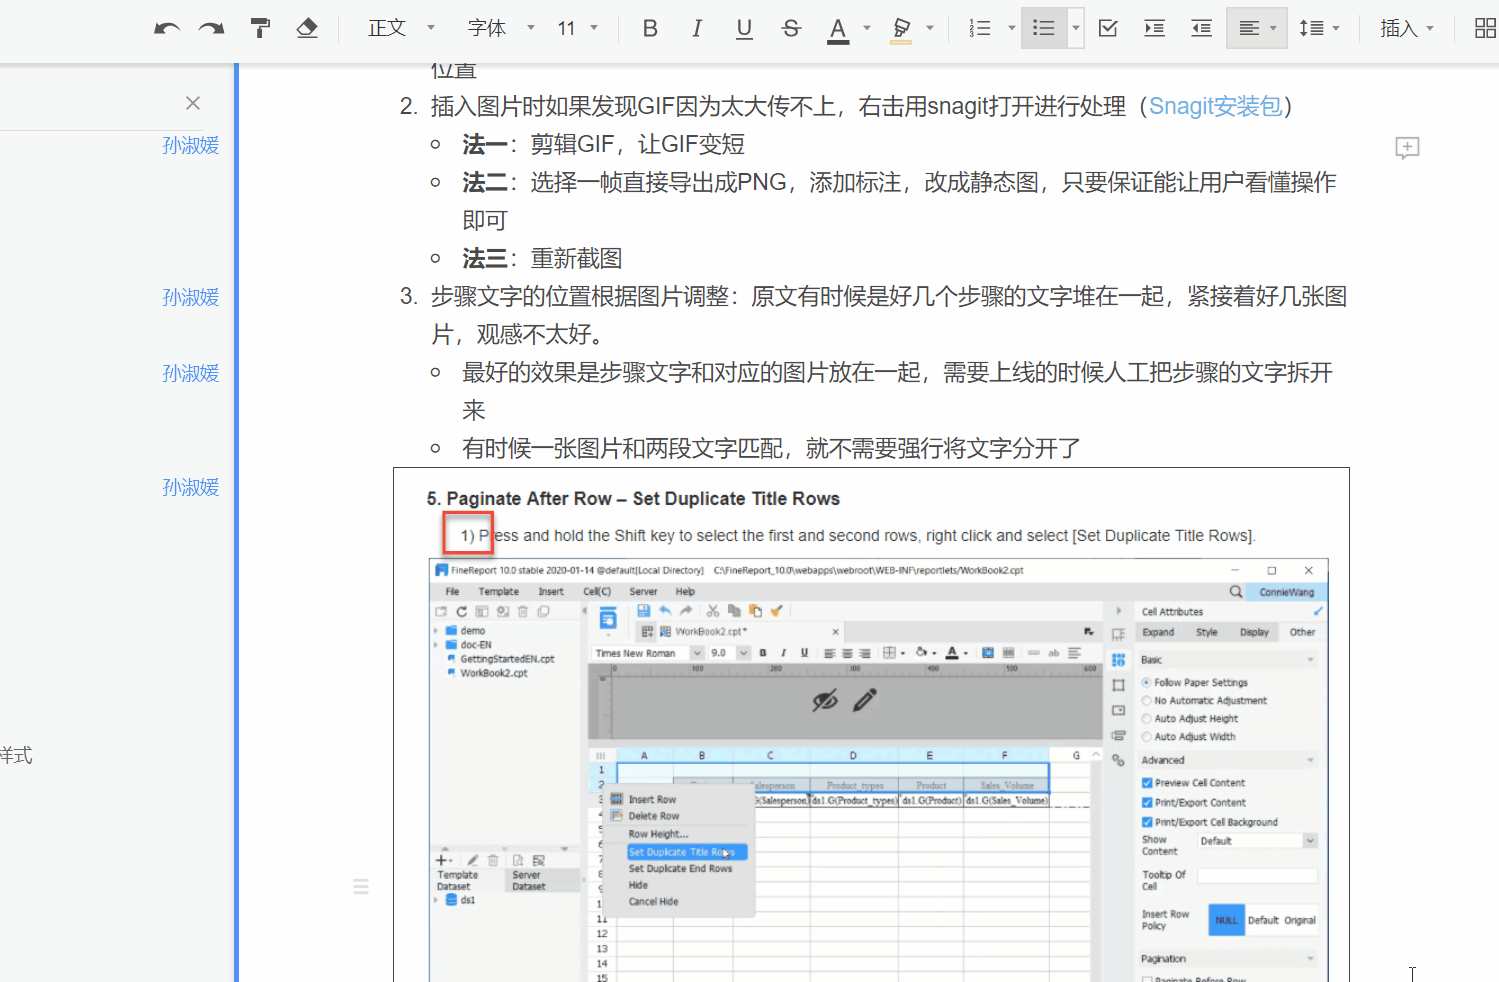 正文
字体
11
B I U S A
插入
位置
2. 插入图片时如果发现GIF因为太大传不上，右击用snagit打开进行处理（Snagit安装包）
孙淑媛
法一：剪辑GIF，让GIF变短
法二：选择一帧直接导出成PNG，添加标注，改成静态图，只要保证能让用户看懂操作
即可
法三：重新截图
孙淑媛
3. 步骤文字的位置根据图片调整：原文有时候是好几个步骤的文字堆在一起，紧接着好几张图
片，观感不太好。
孙淑媛
最好的效果是步骤文字和对应的图片放在一起，需要上线的时候人工把步骤的文字拆开
来
有时候一张图片和两段文字匹配，就不需要强行将文字分开了
孙淑媛
样式
5. Paginate After Row – Set Duplicate Title Rows
1) Press and hold the Shift key to select the first and second rows, right click and select [Set Duplicate Title Rows].
FineReport 10.0 stable 2020-01-14 @default[Local Directory] C:\FineReport_10.0\webapps\webroot\WEB-INF\reportlets/WorkBook2.cpt
File Template Insert Cell(C) Server Help
ConnieWang
demo
doc-EN
GettingStartedEN.cpt
WorkBook2.cpt
WorkBook2.cpt *
Times New Roman 9.0 B I U A ab
0 100 200 300 400 500 600
A B C D E F G
1
2
Salesperson Product_types Product Sales_Volume
3
G(Salesperson) ds1.G(Product_types) ds1.G(Product) ds1.G(Sales_Volume)
Insert Row
Delete Row
Row Height...
Set Duplicate Title Rows
Set Duplicate End Rows
Hide
Cancel Hide
11
12
13
14
15
Template
Dataset
Server
Dataset
ds1
Cell Attributes
Expand Style Display Other
Basic
Follow Paper Settings
No Automatic Adjustment
Auto Adjust Height
Auto Adjust Width
Advanced
Preview Cell Content
Print/Export Content
Print/Export Cell Background
Show
Content
Default
Tooltip Of
Cell
Insert Row
Policy
NULL Default Original
Pagination
Paginate Before Row